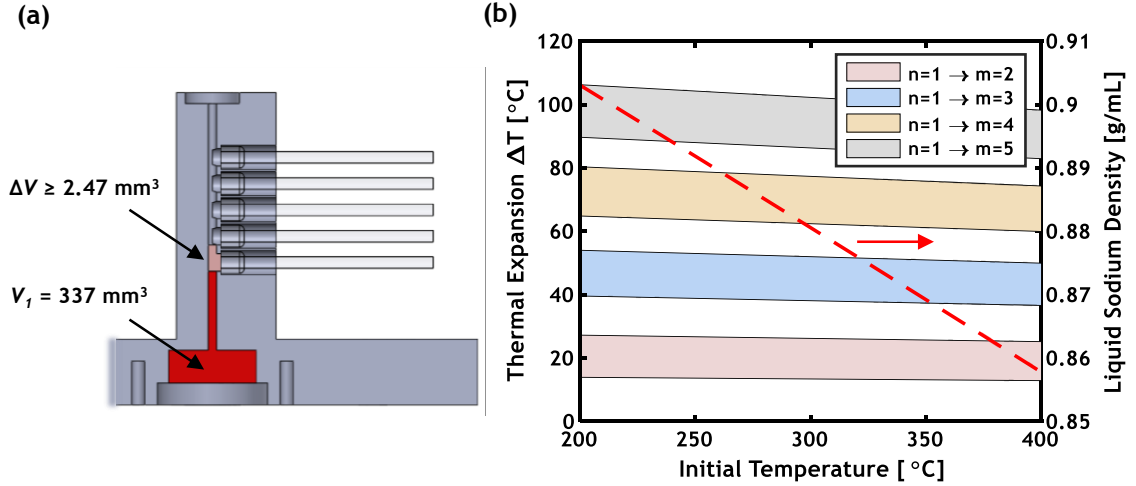 (a)
ΔV ≥ 2.47 mm³
V₁ = 337 mm³
(b)
Thermal Expansion ΔT [°C]
120
100
80
60
40
20
0
200
250
300
350
400
Initial Temperature [°C]
n=1 → m=2
n=1 → m=3
n=1 → m=4
n=1 → m=5
0.91
0.9
0.89
0.88
0.87
0.86
0.85
Liquid Sodium Density [g/mL]